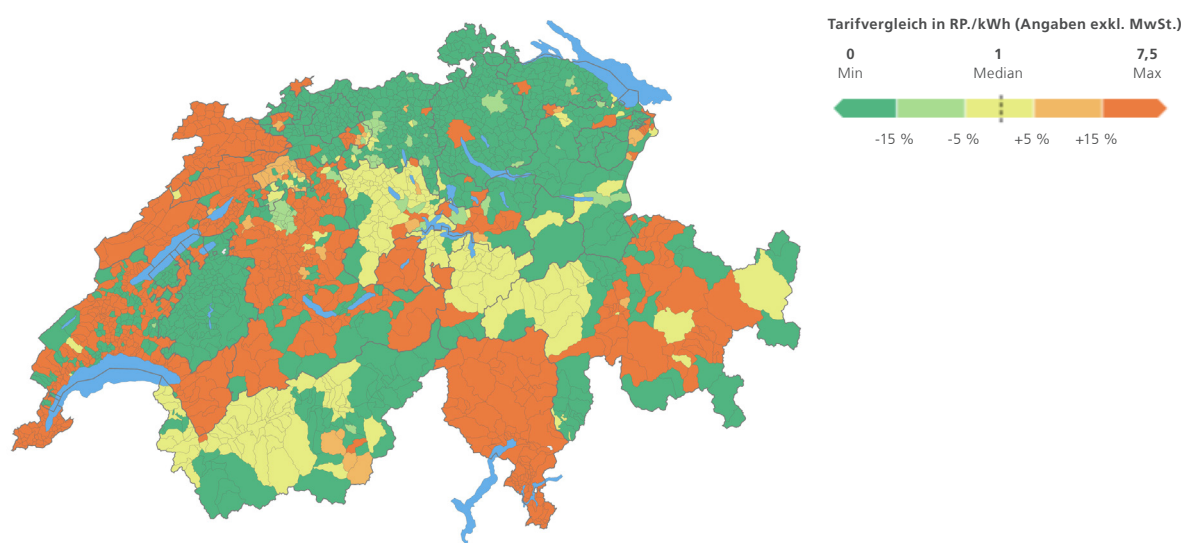 Tarifvergleich in RP./kWh (Angaben exkl. MwSt.)
0 1 7,5
Min Median Max
-15 % -5 % +5 % +15 %